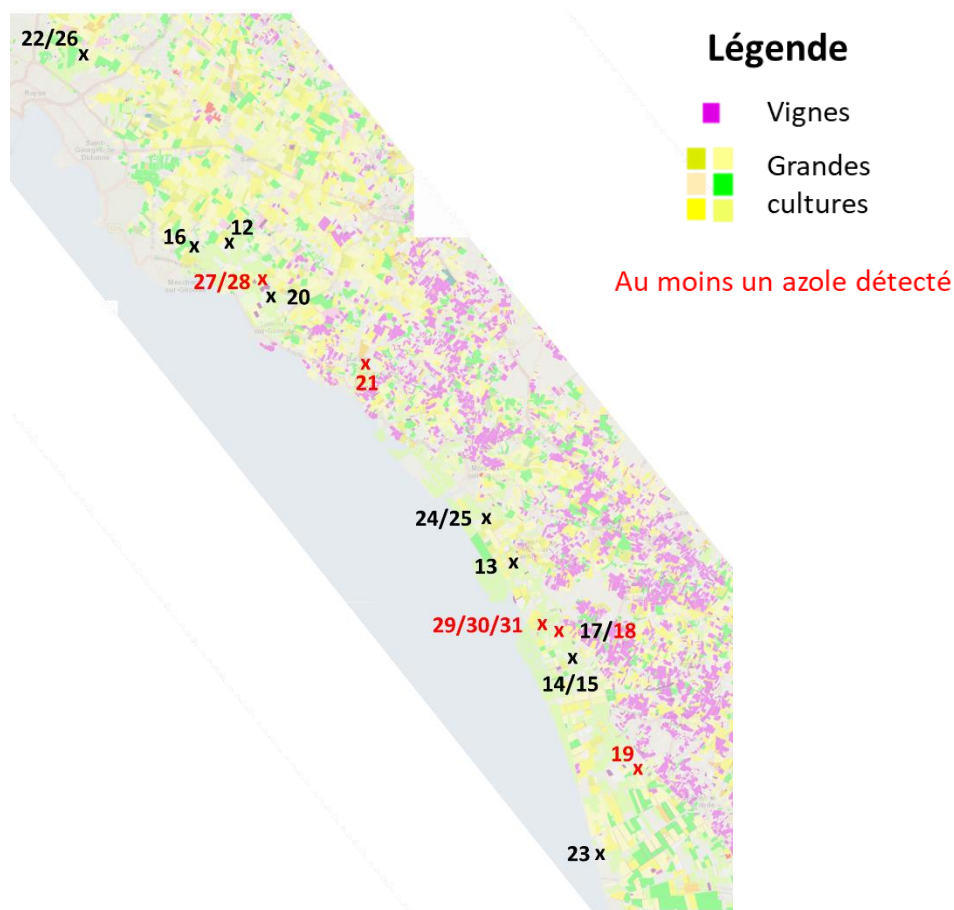 22/26
Légende
Vignes
Grandes
cultures
Royan
16
12
27/28
Au moins un azole détecté
20
21
24/25
13
29/30/31
17/18
14/15
19
23